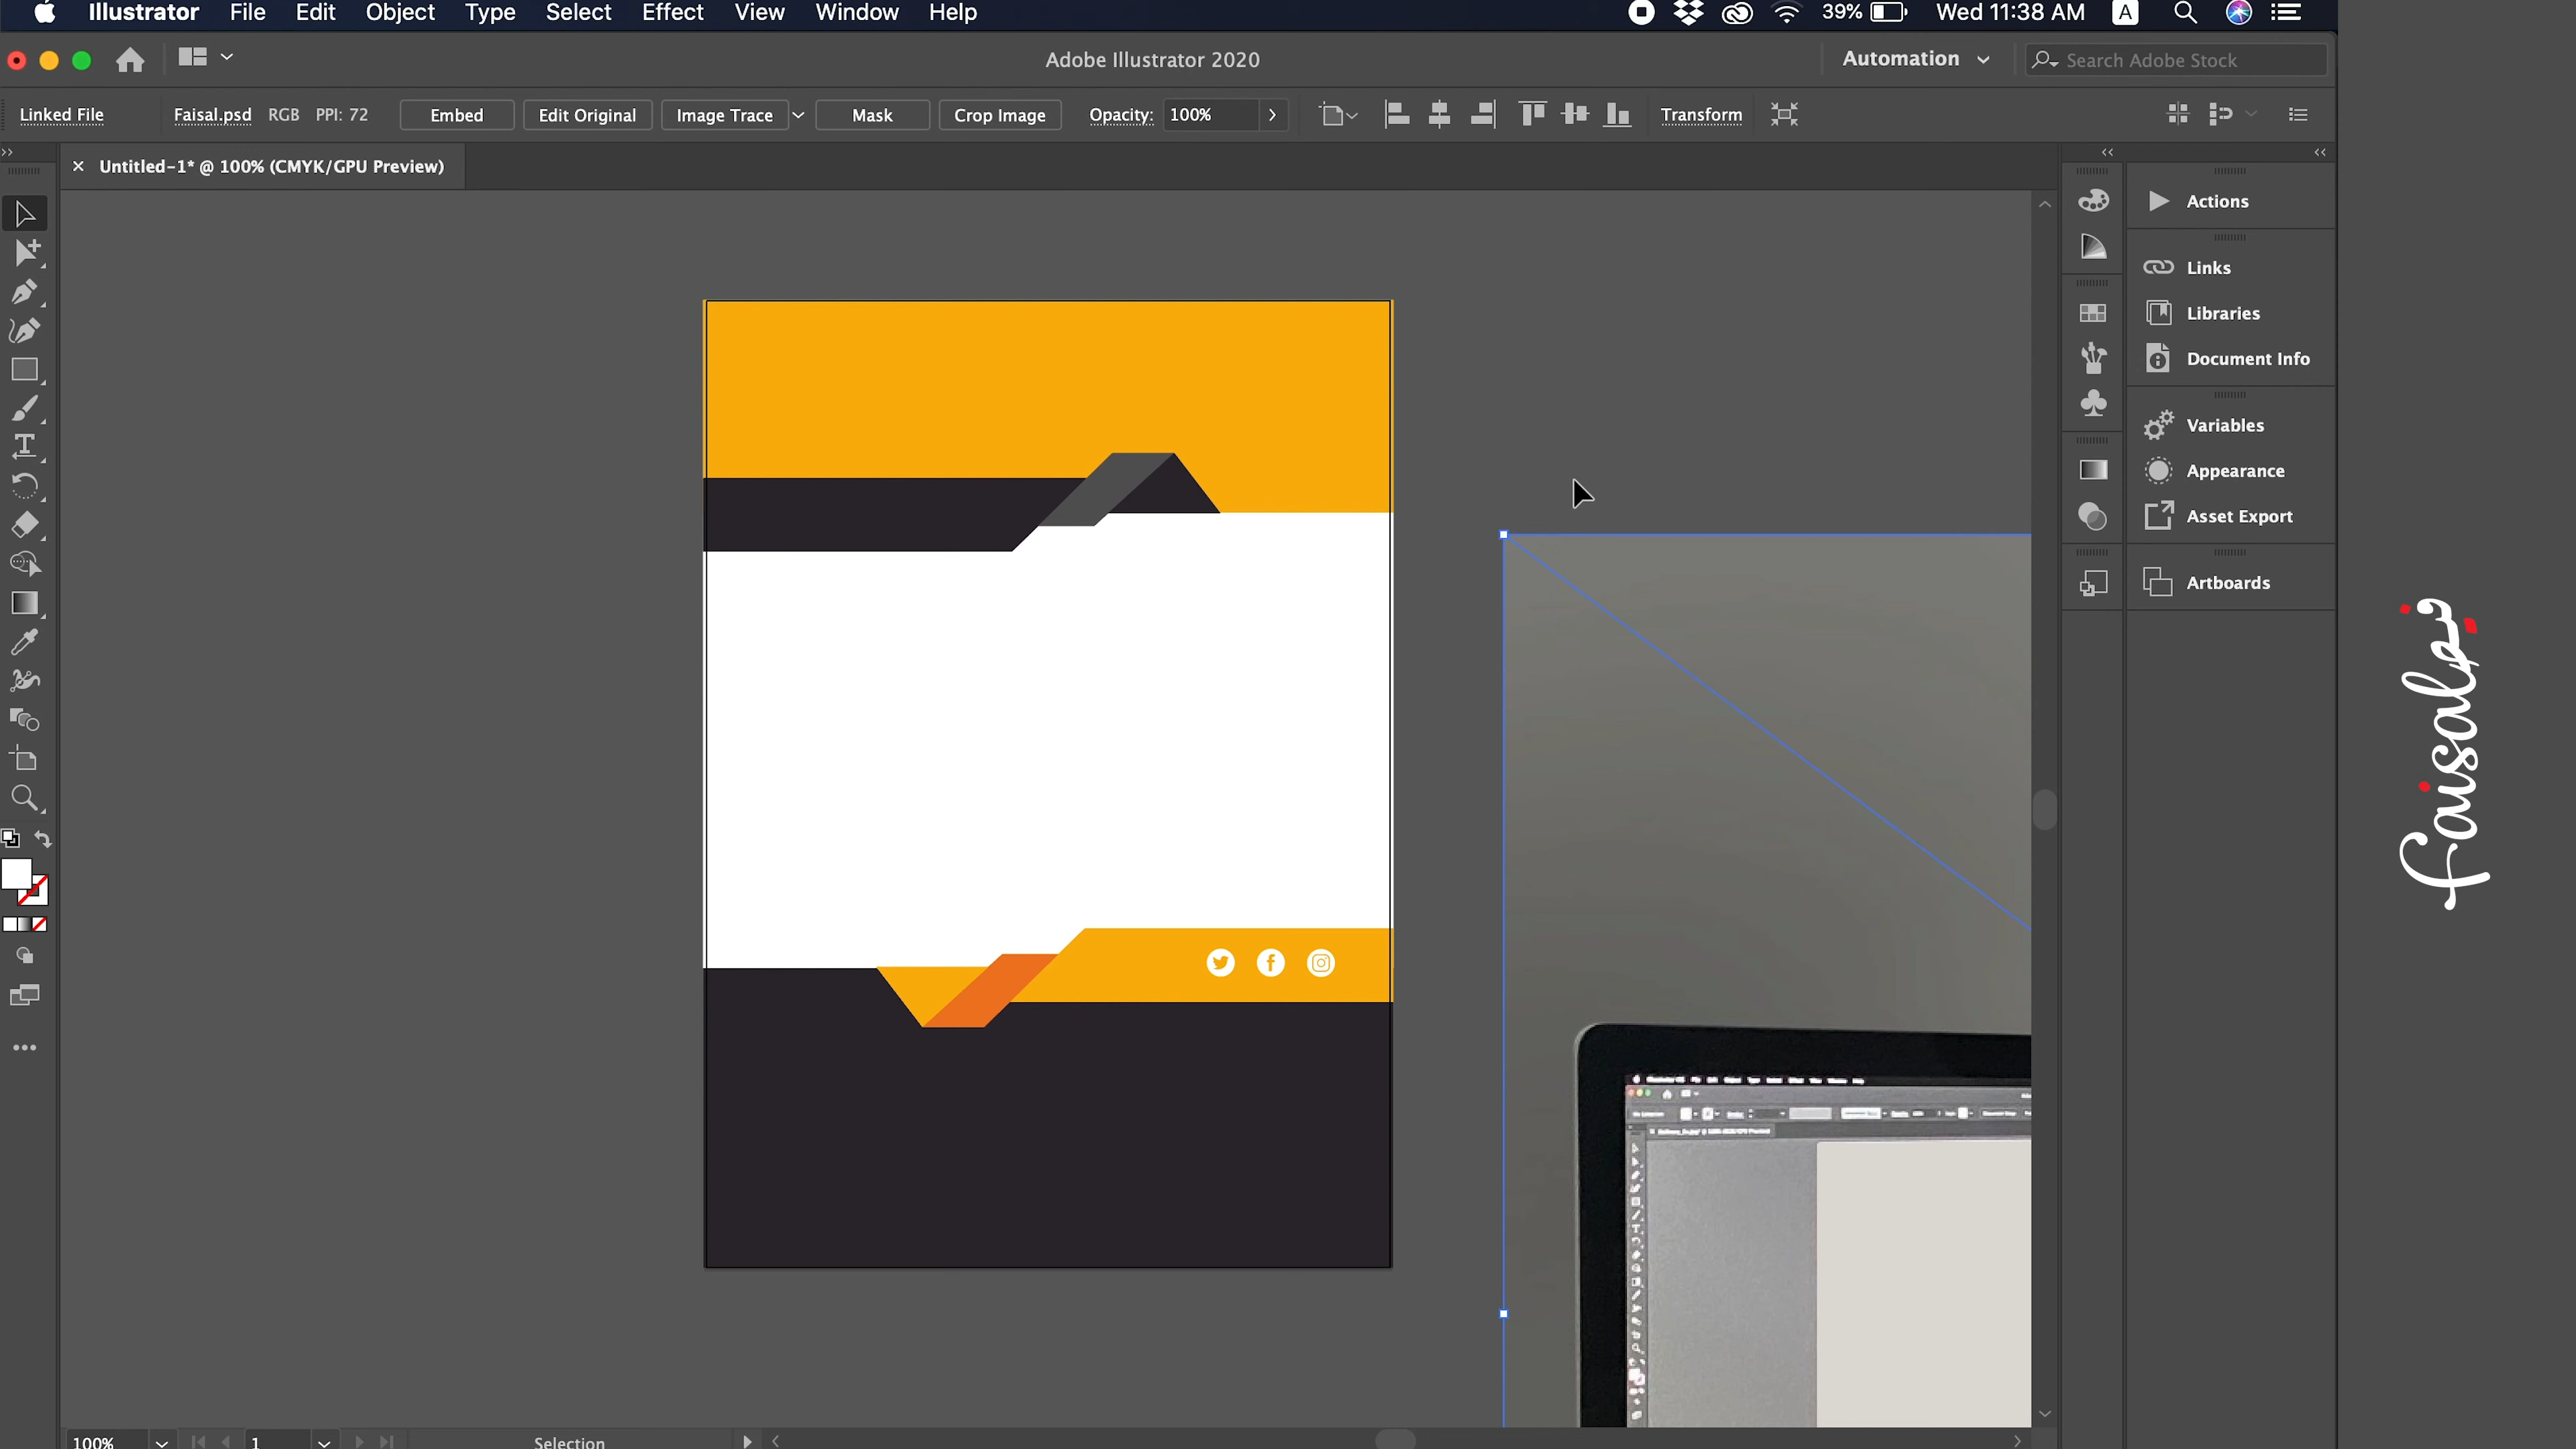 Illustrator File Edit Object Type Select Effect View Window Help 39% Wed 11:38 AM A
Adobe Illustrator 2020 Automation Search Adobe Stock
Linked File Faisal.psd RGB PPI: 72 Embed Edit Original Image Trace Mask Crop Image Opacity: 100% Transform
Untitled-1* @ 100% (CMYK/GPU Preview)
Actions
Links
Libraries
Document Info
Variables
Appearance
Asset Export
Artboards
100% 1 Selection